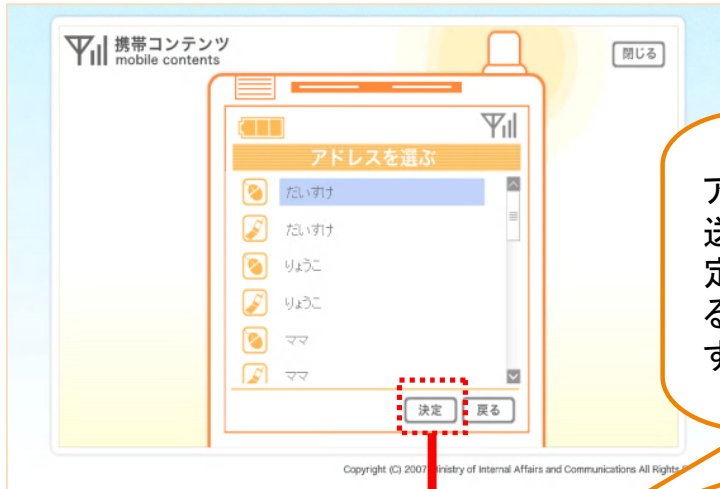 携帯コンテンツ
mobile contents
閉じる
アドレスを選ぶ
だいすけ
だいすけ
りょうこ
りょうこ
ママ
ママ
決定
戻る
ア
送
定
る
す
Copyright (C) 2007 Ministry of Internal Affairs and Communications All Rights